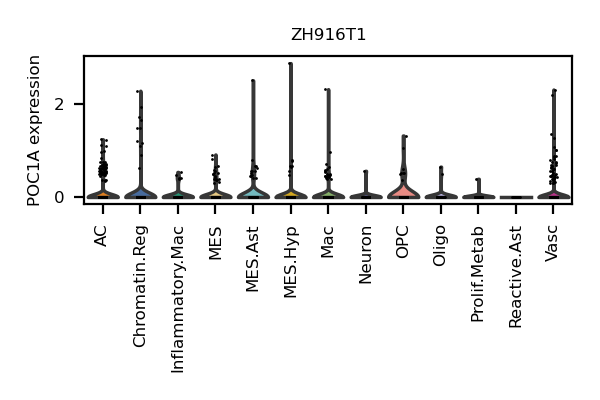 ZH916T1
POC1A expression
2
0
AC
Chromatin.Reg
Inflammatory.Mac
MES
MES.Ast
MES.Hyp
Mac
Neuron
OPC
Oligo
Prolif.Metab
Reactive.Ast
Vasc